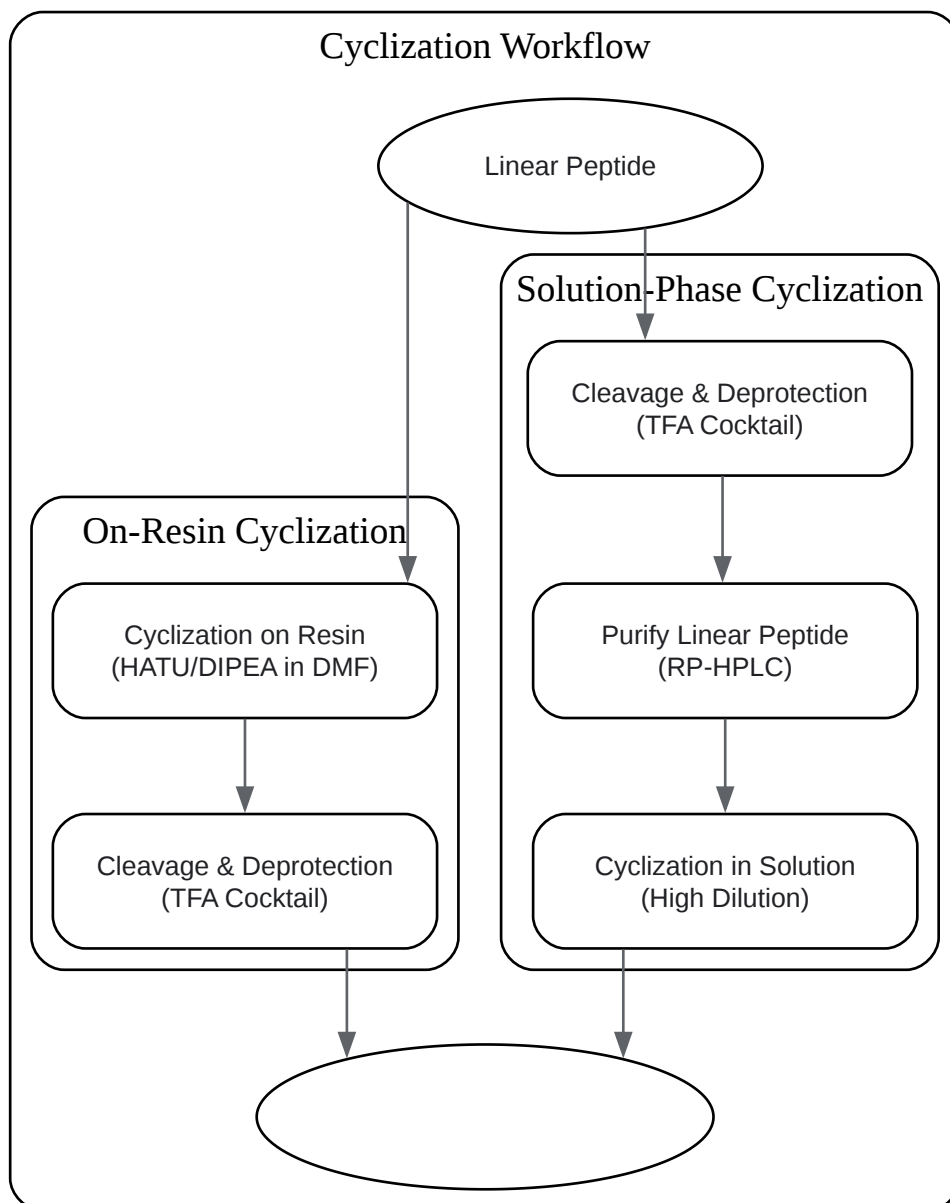 Cyclization Workflow
Linear Peptide
Solution-Phase Cyclization
Cleavage & Deprotection
(TFA Cocktail)
On-Resin Cyclization
Cyclization on Resin
(HATU/DIPEA in DMF)
Purify Linear Peptide
(RP-HPLC)
Cleavage & Deprotection
(TFA Cocktail)
Cyclization in Solution
(High Dilution)